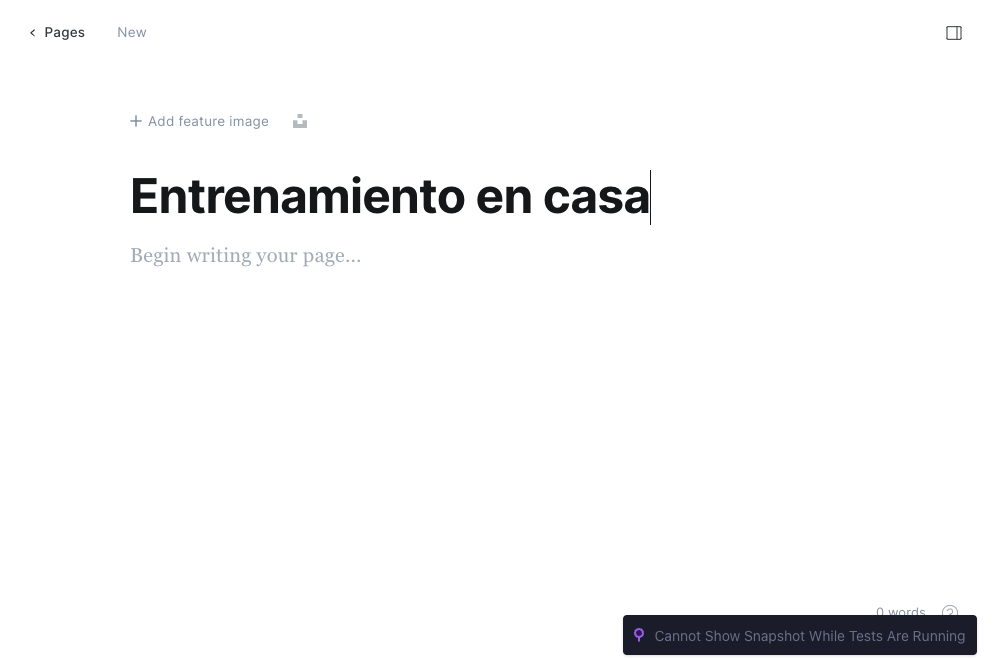 Pages New
Add feature image
Entrenamiento en casa
Begin writing your page...
0 words ?
Cannot Show Snapshot While Tests Are Running